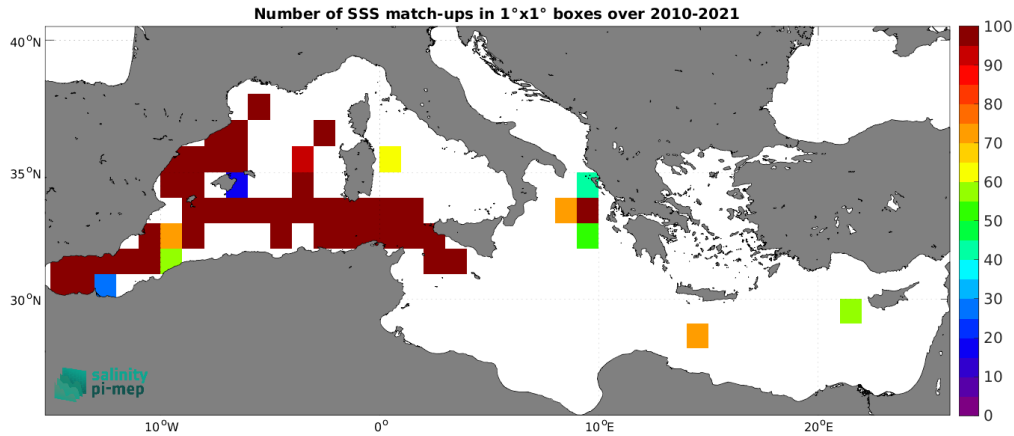 Number of SSS match-ups in 1°x1° boxes over 2010-2021
40°N
35°N
30°N
10°W
0°
10°E
20°E
100
90
80
70
60
50
40
30
20
10
0
salinity
pi-mep